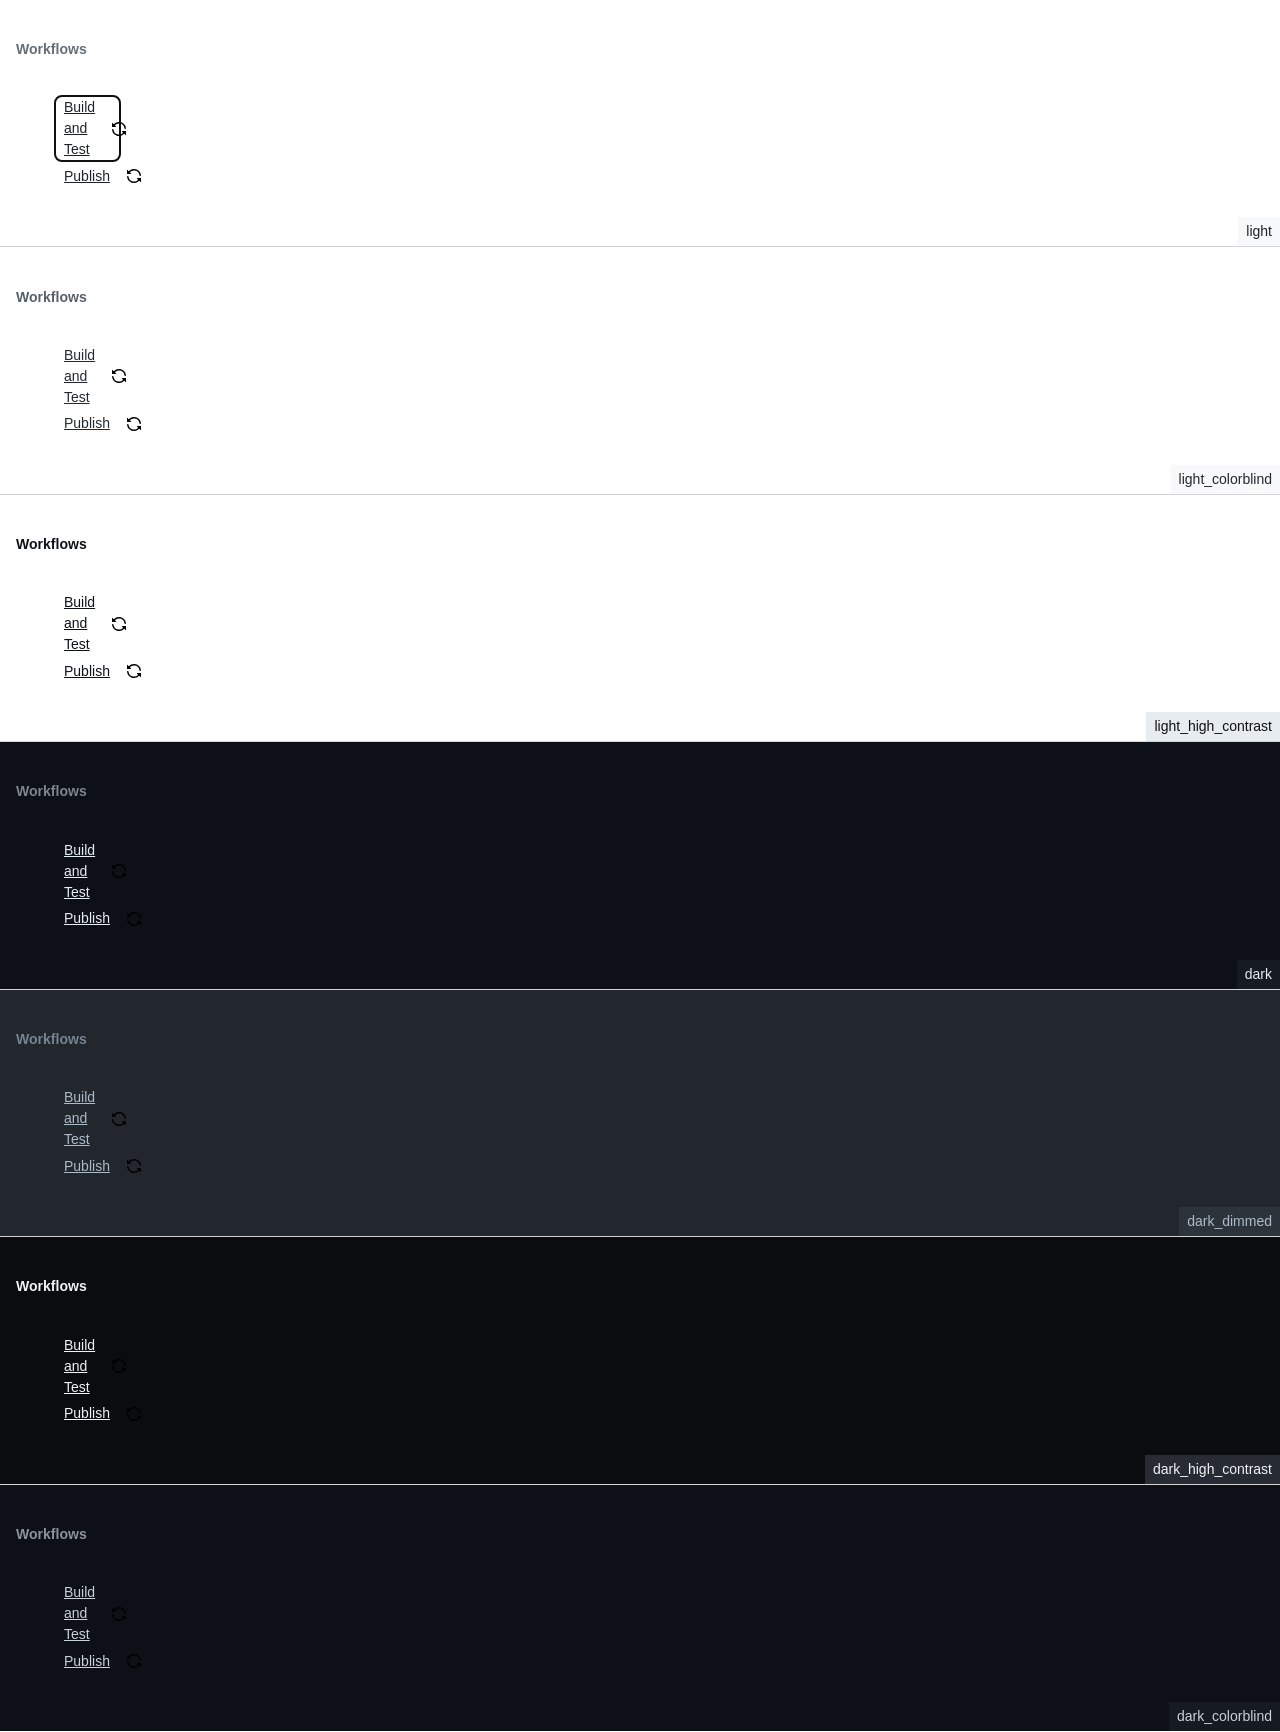 Workflows
Build
and
Test
Publish
light
Workflows
Build
and
Test
Publish
light_colorblind
Workflows
Build
and
Test
Publish
light_high_contrast
Workflows
Build
and
Test
Publish
dark
Workflows
Build
and
Test
Publish
dark_dimmed
Workflows
Build
and
Test
Publish
dark_high_contrast
Workflows
Build
and
Test
Publish
dark_colorblind